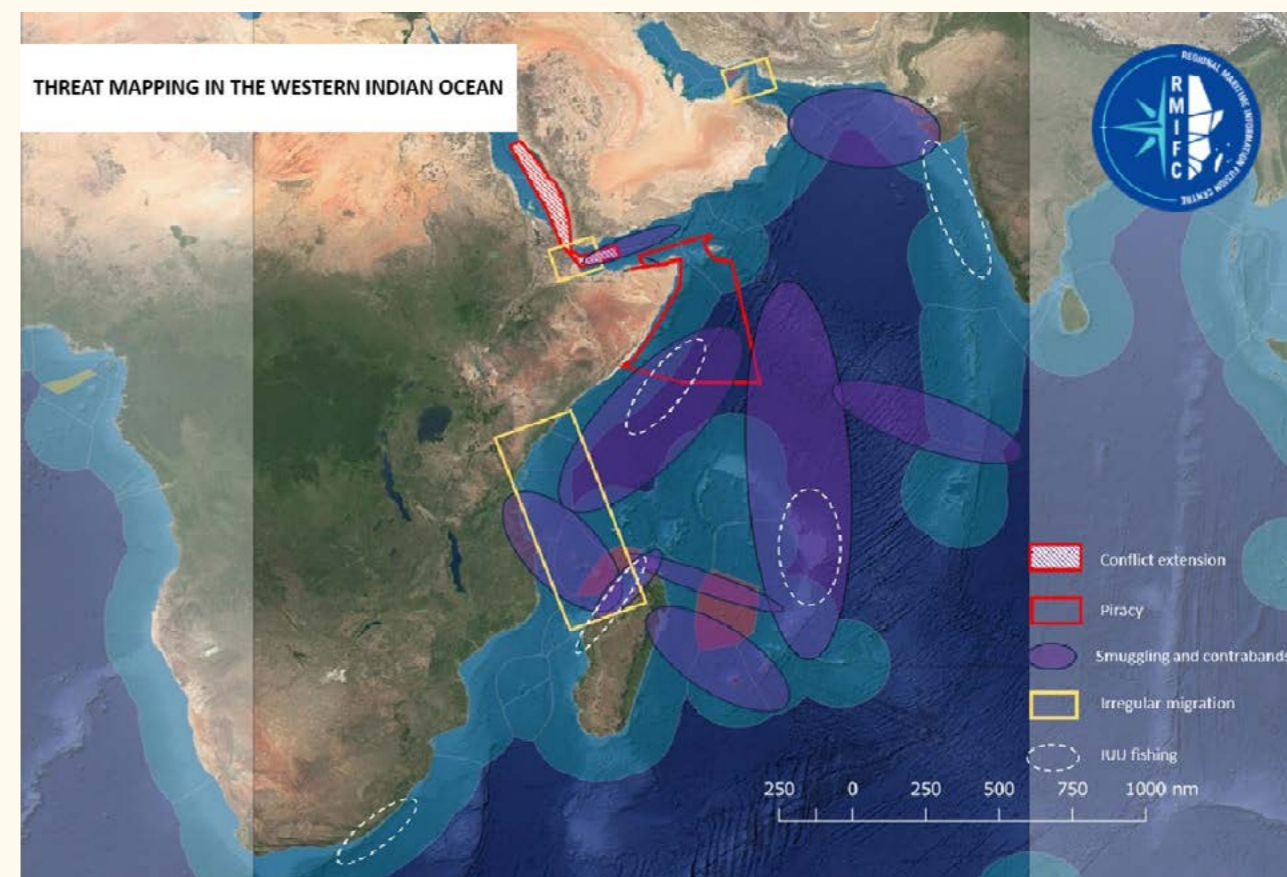 THREAT MAPPING IN THE WESTERN INDIAN OCEAN
REGIONAL MARITIME INFORMATION FUSION CENTRE
R
M
I
F
C
Conflict extension
Piracy
Smuggling and contrabands
Irregular migration
IUU fishing
250 0 250 500 750 1000 nm